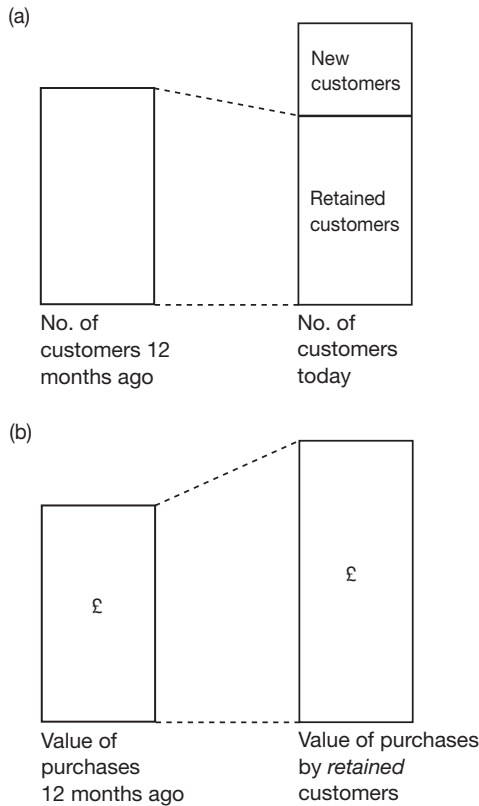 (a)
New
customers
Retained
customers
No. of
customers 12
months ago
No. of
customers
today
(b)
£
£
Value of
purchases
12 months ago
Value of purchases
by retained
customers